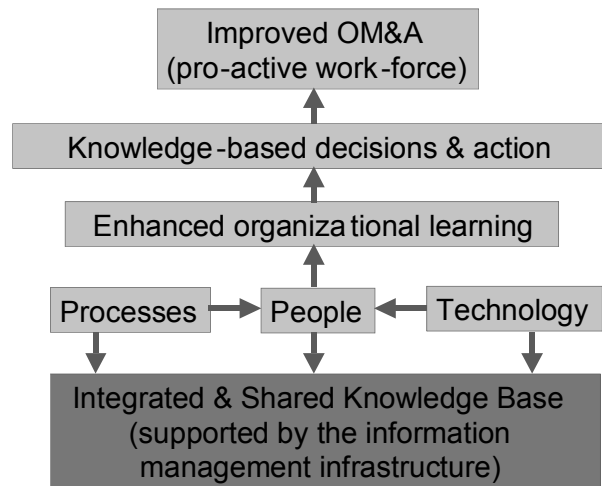 Improved OM&A
(pro-active work-force)
Knowledge-based decisions & action
Enhanced organizational learning
Processes
People
Technology
Integrated & Shared Knowledge Base
(supported by the information
management infrastructure)